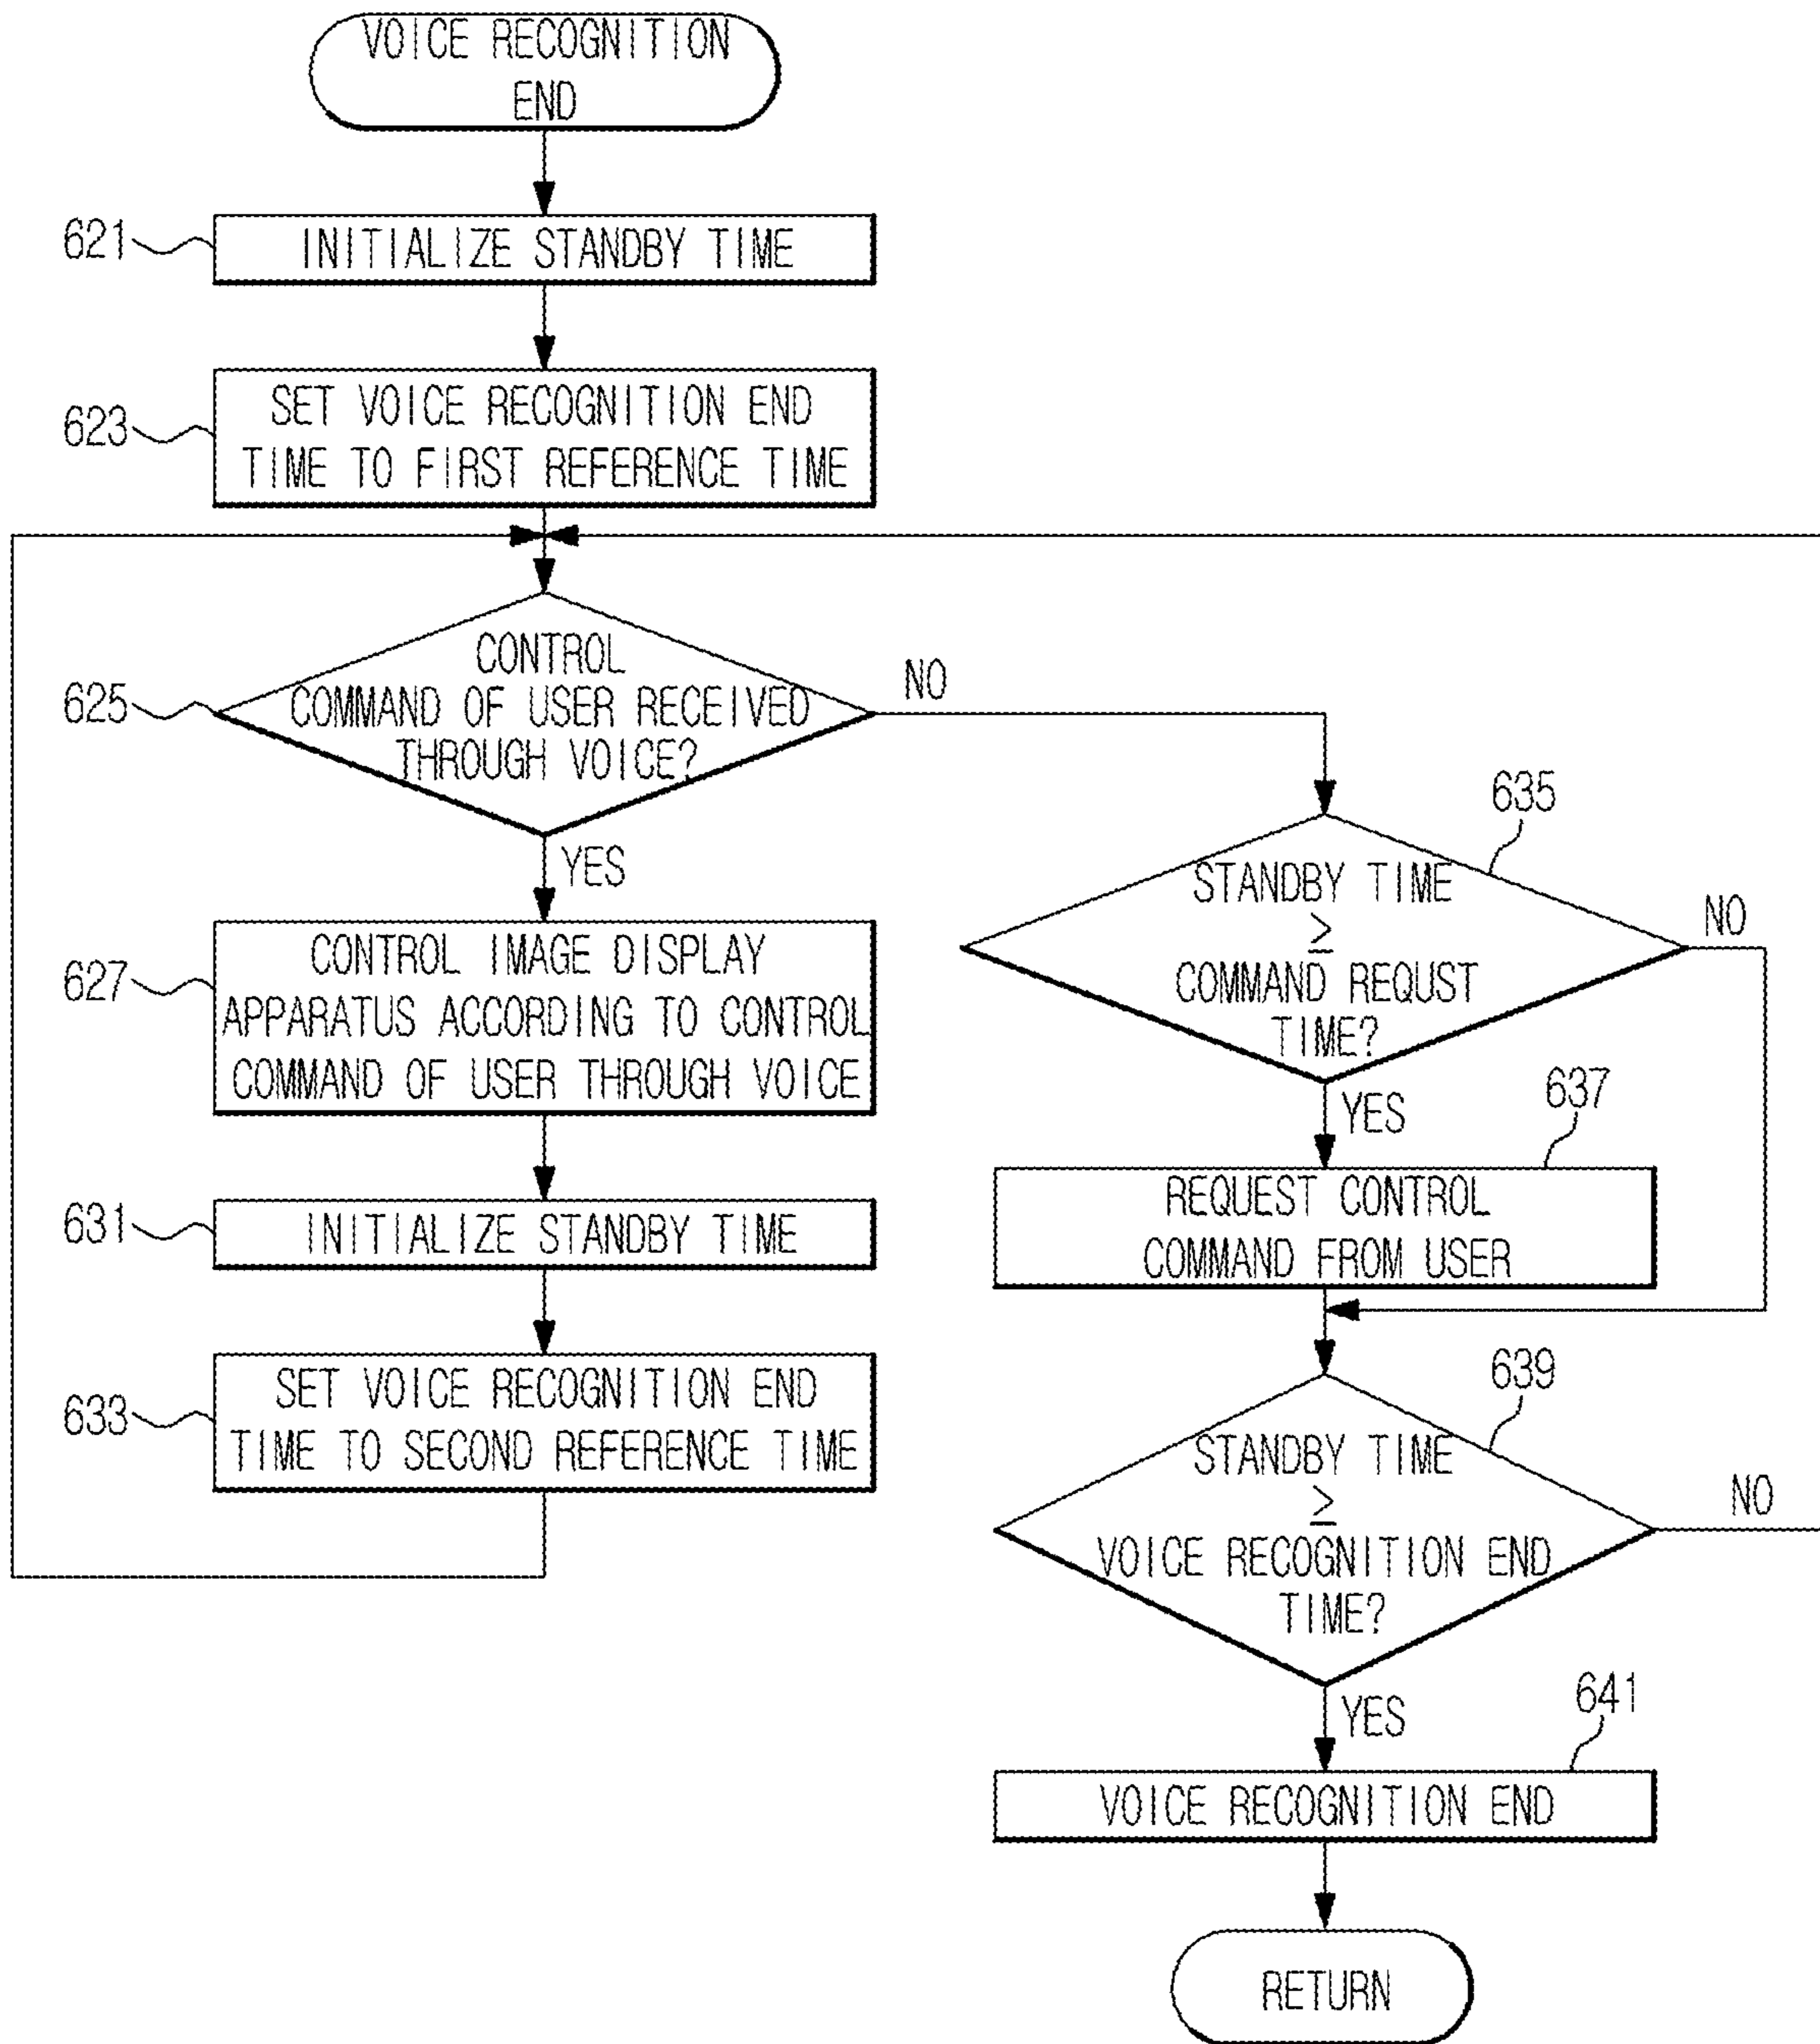 VOICE RECOGNITION
END
621
INITIALIZE STANDBY TIME
623
SET VOICE RECOGNITION END
TIME TO FIRST REFERENCE TIME
625
CONTROL
COMMAND OF USER RECEIVED
THROUGH VOICE?
NO
YES
627
CONTROL IMAGE DISPLAY
APPARATUS ACCORDING TO CONTROL
COMMAND OF USER THROUGH VOICE
631
INITIALIZE STANDBY TIME
633
SET VOICE RECOGNITION END
TIME TO SECOND REFERENCE TIME
635
STANDBY TIME
≥
COMMAND REQUST
TIME?
NO
YES
637
REQUEST CONTROL
COMMAND FROM USER
639
STANDBY TIME
≥
VOICE RECOGNITION END
TIME?
NO
YES
641
VOICE RECOGNITION END
RETURN